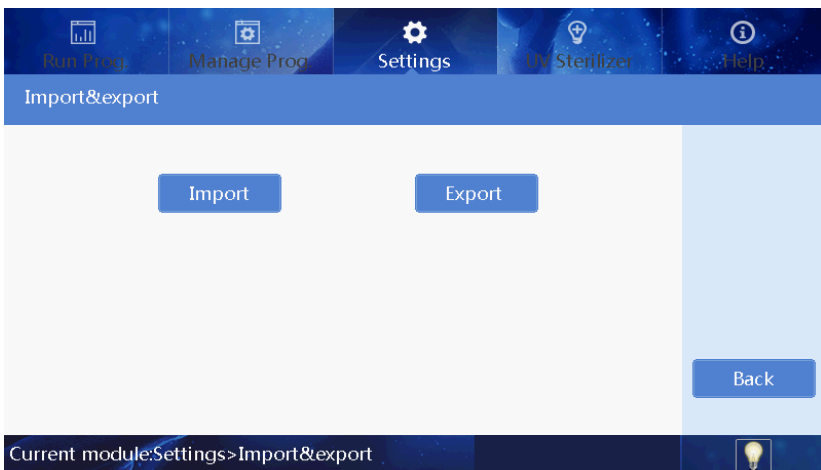 Run Prog. Manage Prog. Settings UV Sterilizer Help
Import&export
Import Export
Back
Current module:Settings>Import&export